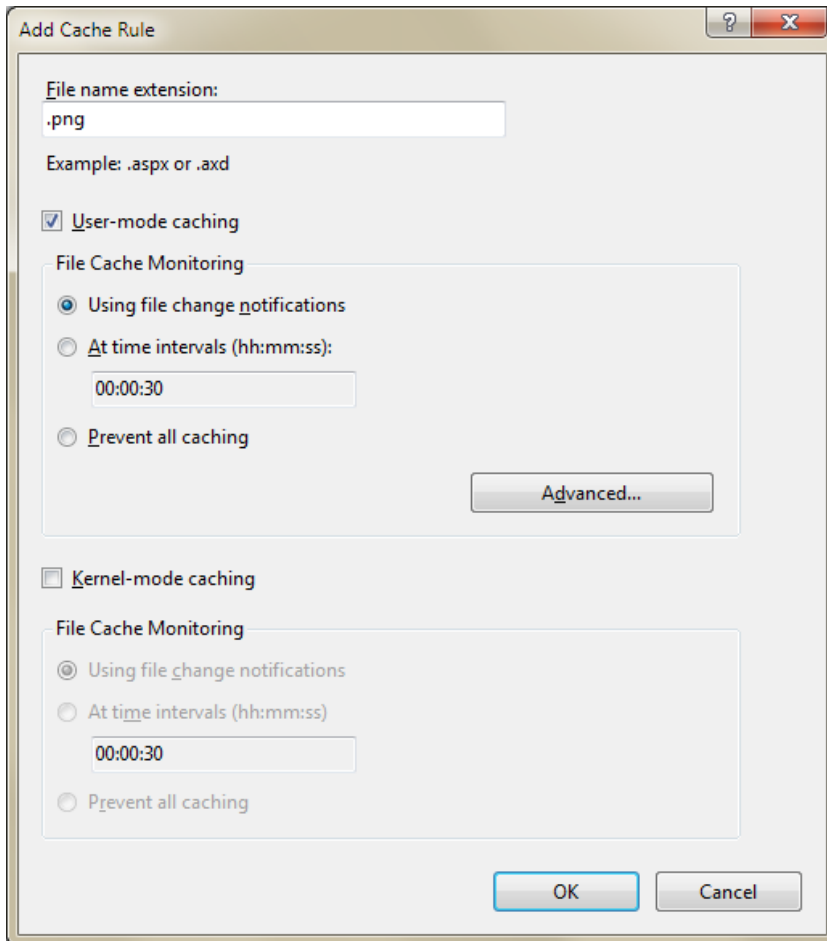 Add Cache Rule
File name extension:
.png
Example: .aspx or .axd
User-mode caching
File Cache Monitoring
Using file change notifications
At time intervals (hh:mm:ss):
00:00:30
Prevent all caching
Advanced...
Kernel-mode caching
File Cache Monitoring
Using file change notifications
At time intervals (hh:mm:ss)
00:00:30
Prevent all caching
OK Cancel